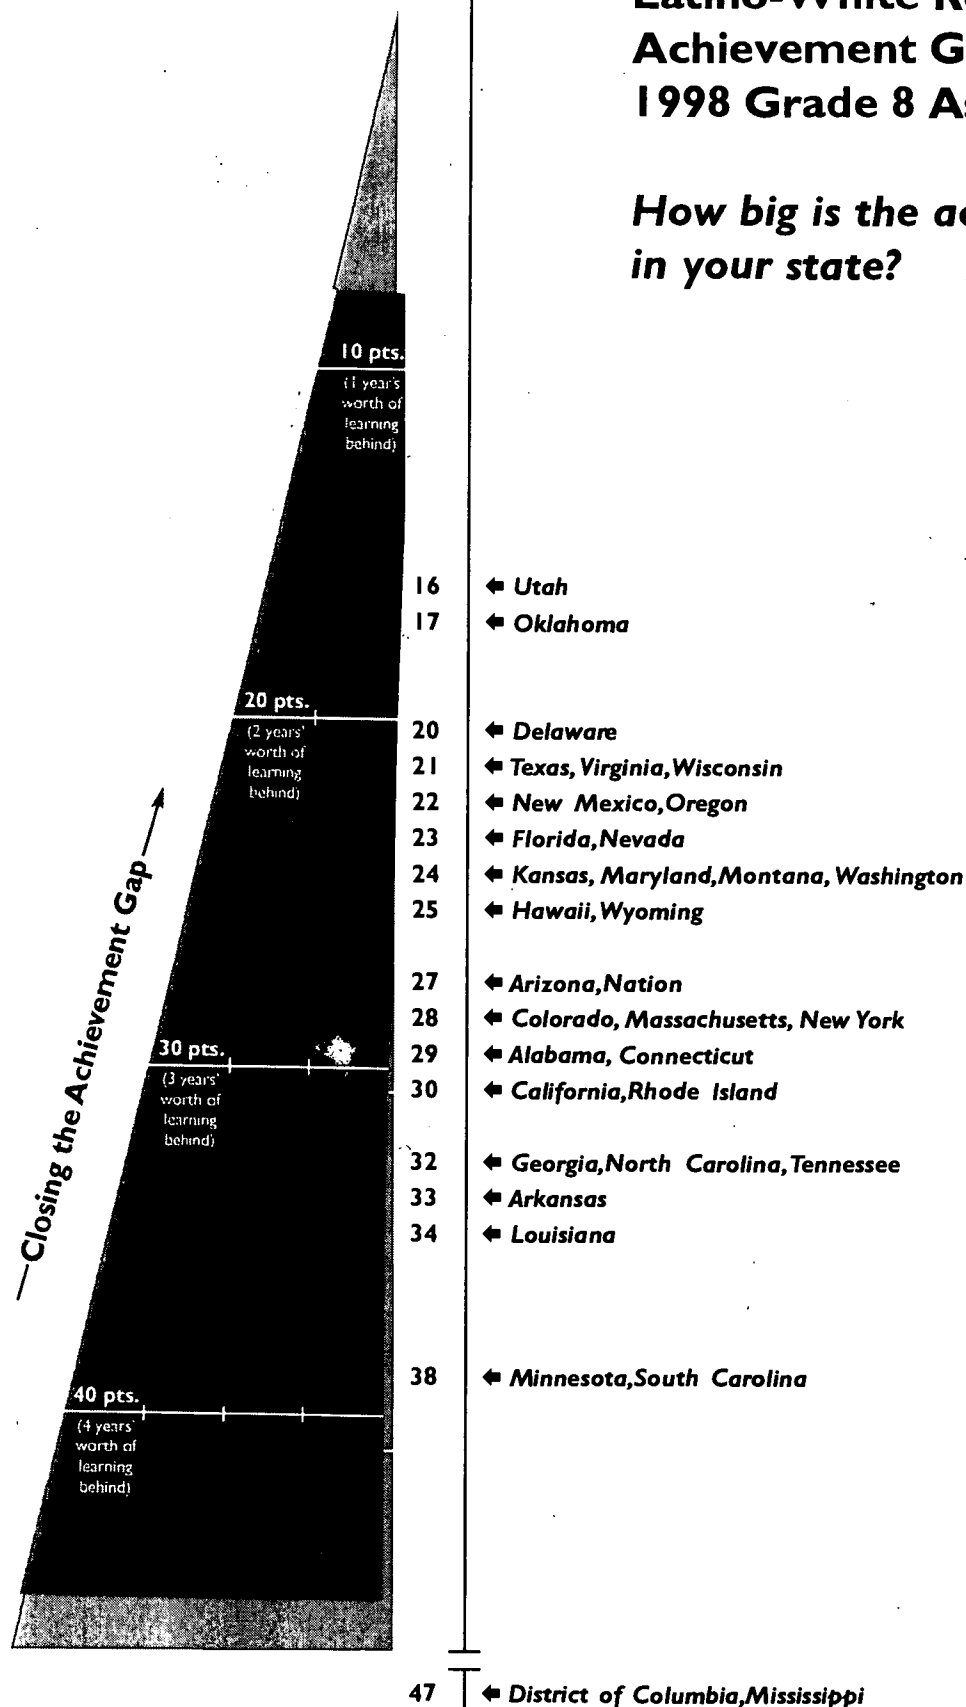 Achievement G
1998 Grade 8 As
How big is the ac
in your state?
10 pts.
(1 year's
worth of
learning
behind)
16 Utah
17 Oklahoma
20 pts.
(2 years'
worth of
learning
behind)
20 Delaware
21 Texas, Virginia, Wisconsin
22 New Mexico, Oregon
23 Florida, Nevada
24 Kansas, Maryland, Montana, Washington
25 Hawaii, Wyoming
27 Arizona, Nation
28 Colorado, Massachusetts, New York
29 Alabama, Connecticut
30 California, Rhode Island
30 pts.
(3 years'
worth of
learning
behind)
Closing the Achievement Gap
32 Georgia, North Carolina, Tennessee
33 Arkansas
34 Louisiana
38 Minnesota, South Carolina
40 pts.
(4 years'
worth of
learning
behind)
47 District of Columbia, Mississippi